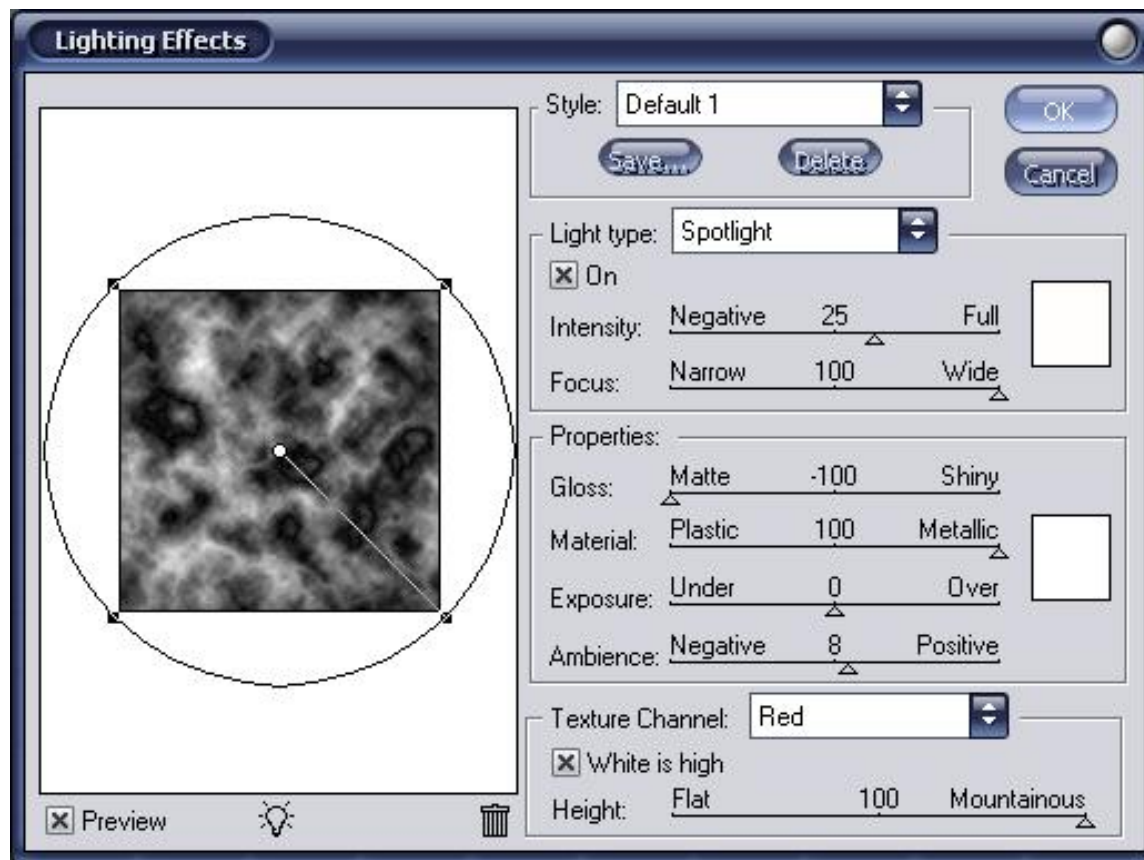 Lighting Effects
Style: Default 1
OK
Save... Delete
Cancel
Light type: Spotlight
On
Intensity: Negative 25 Full
Focus: Narrow 100 Wide
Properties:
Gloss: Matte -100 Shiny
Material: Plastic 100 Metallic
Exposure: Under 0 Over
Ambience: Negative 8 Positive
Texture Channel: Red
White is high
Height: Flat 100 Mountainous
Preview